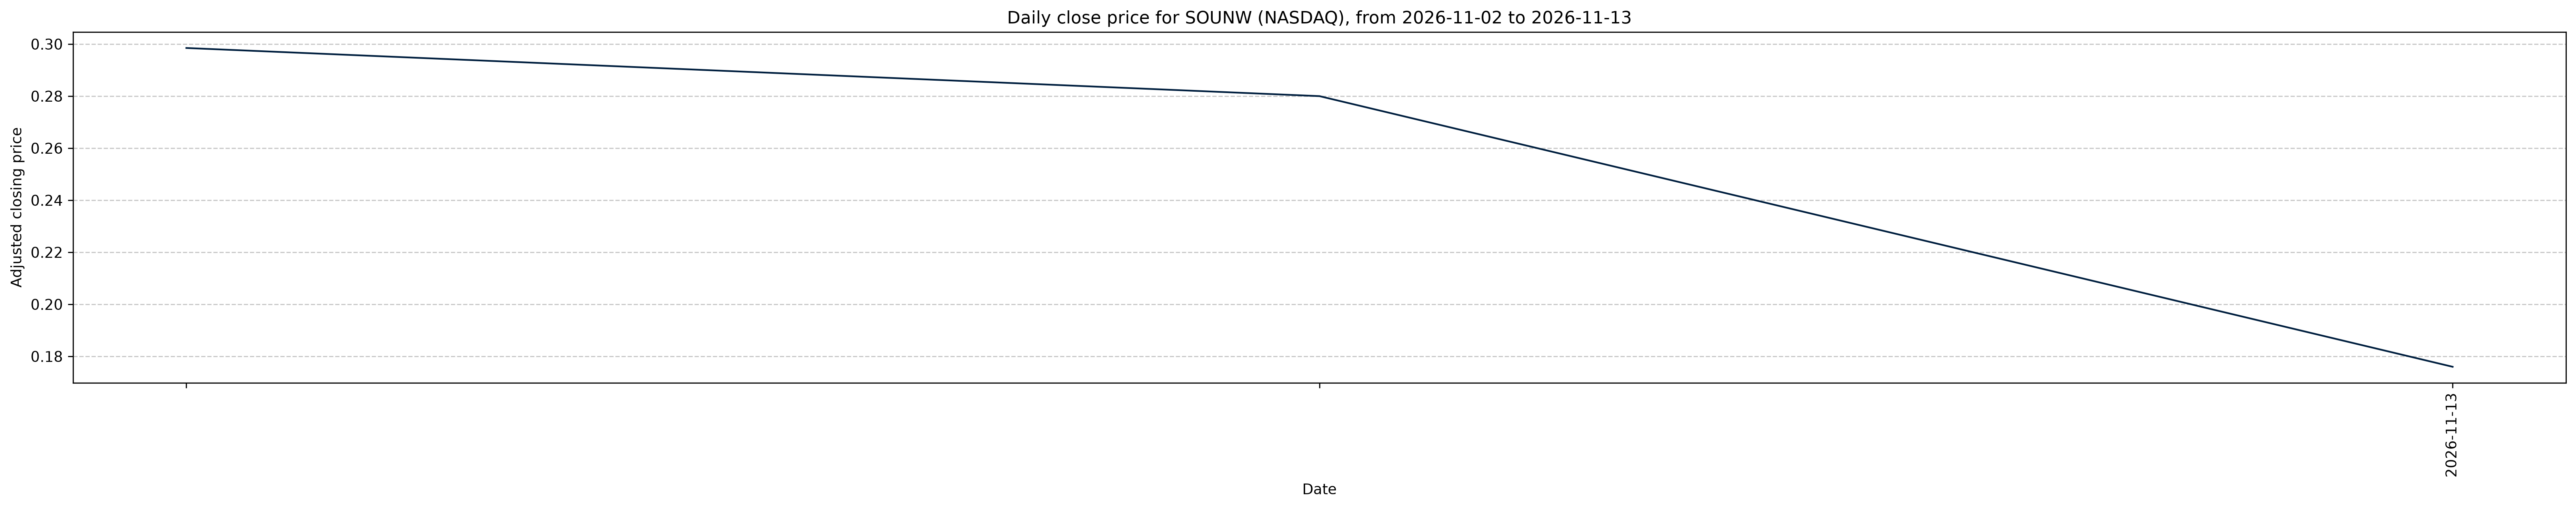 Daily close price for SOUNW (NASDAQ), from 2026-11-02 to 2026-11-13
Adjusted closing price
0.30
0.28
0.26
0.24
0.22
0.20
0.18
2026-11-13
Date